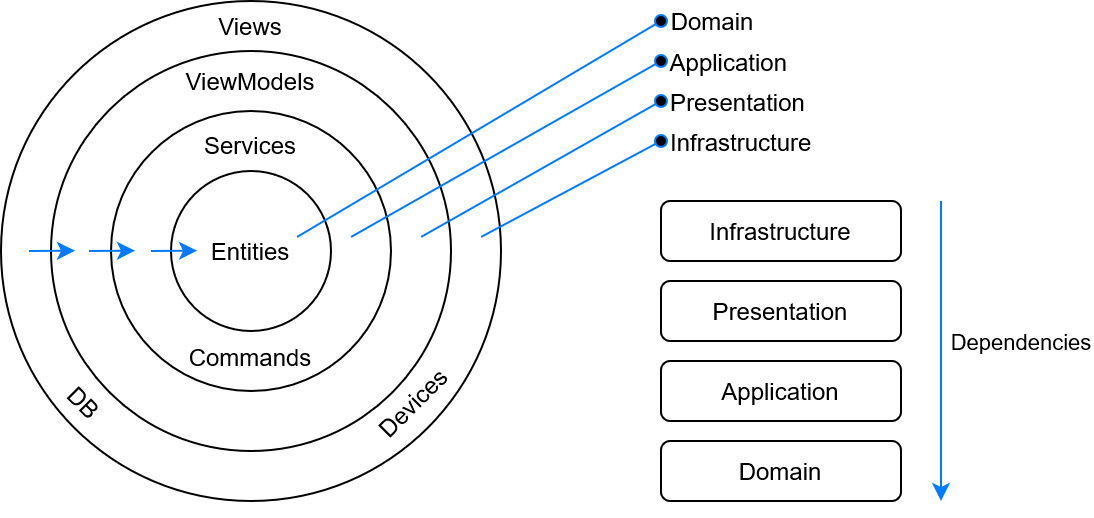 Views
ViewModels
Services
Entities
Commands
DB
Devices
Domain
Application
Presentation
Infrastructure
Infrastructure
Presentation
Application
Domain
Dependencies